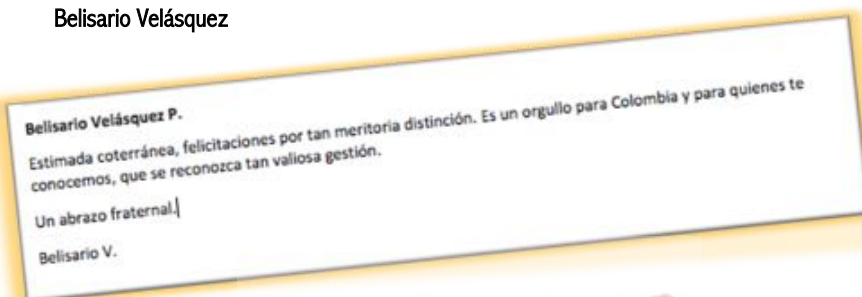 Belisario Velásquez
Belisario Velásquez P.
Estimada coterránea, felicitaciones por tan meritoria distinción. Es un orgullo para Colombia y para quienes te
conocemos, que se reconozca tan valiosa gestión.
Un abrazo fraternal.
Belisario V.